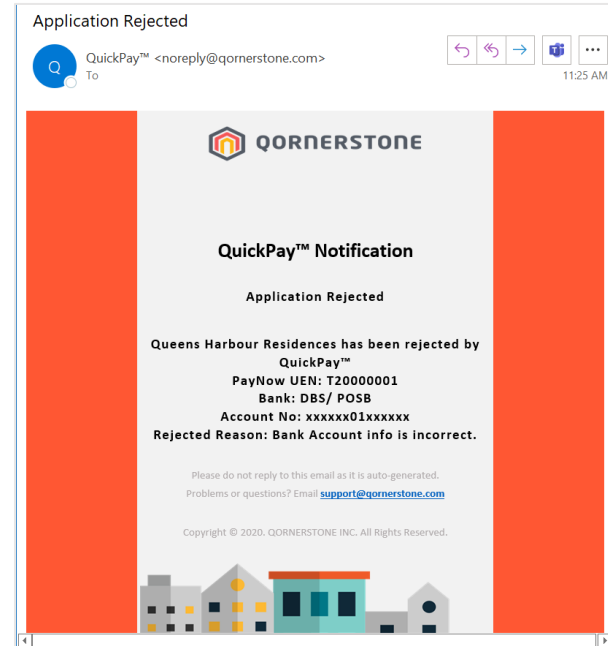 Application Rejected
Q
QuickPay™ <noreply@qornerstone.com>
To
11:25 AM
QORNERSTONE
QuickPay™ Notification
Application Rejected
Queens Harbour Residences has been rejected by
QuickPay™
PayNow UEN: T20000001
Bank: DBS/ POSB
Account No: xxxxxx01xxxxxx
Rejected Reason: Bank Account info is incorrect.
Please do not reply to this email as it is auto-generated.
Problems or questions? Email support@qornerstone.com
Copyright © 2020. QORNERSTONE INC. All Rights Reserved.